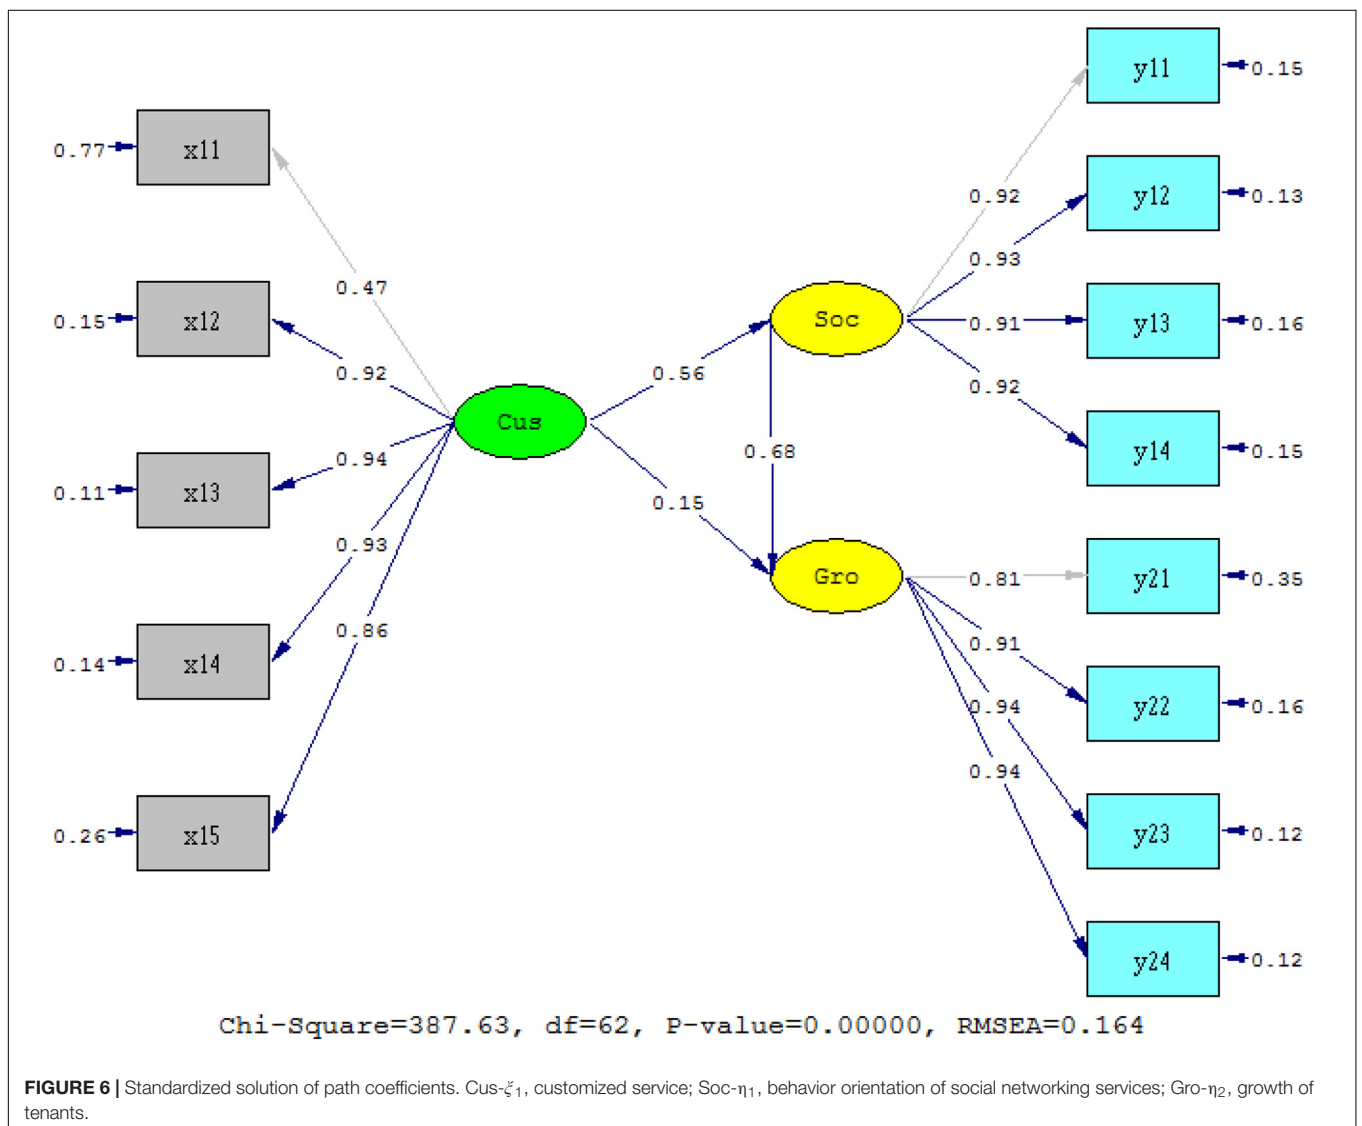 y11
0.15
x11
0.77
0.92
y12
0.13
0.93
0.47
x12
0.15
Soc
0.91
y13
0.16
0.92
0.56
0.92
Cus
0.94
0.68
y14
0.15
x13
0.11
0.15
0.93
Gro
0.81
y21
0.35
0.86
0.91
x14
0.14
0.94
y22
0.16
0.94
x15
0.26
y23
0.12
y24
0.12
Chi-Square=387.63, df=62, P-value=0.00000, RMSEA=0.164
FIGURE 6 | Standardized solution of path coefficients. Cus-ξ1, customized service; Soc-η1, behavior orientation of social networking services; Gro-η2, growth of
tenants.